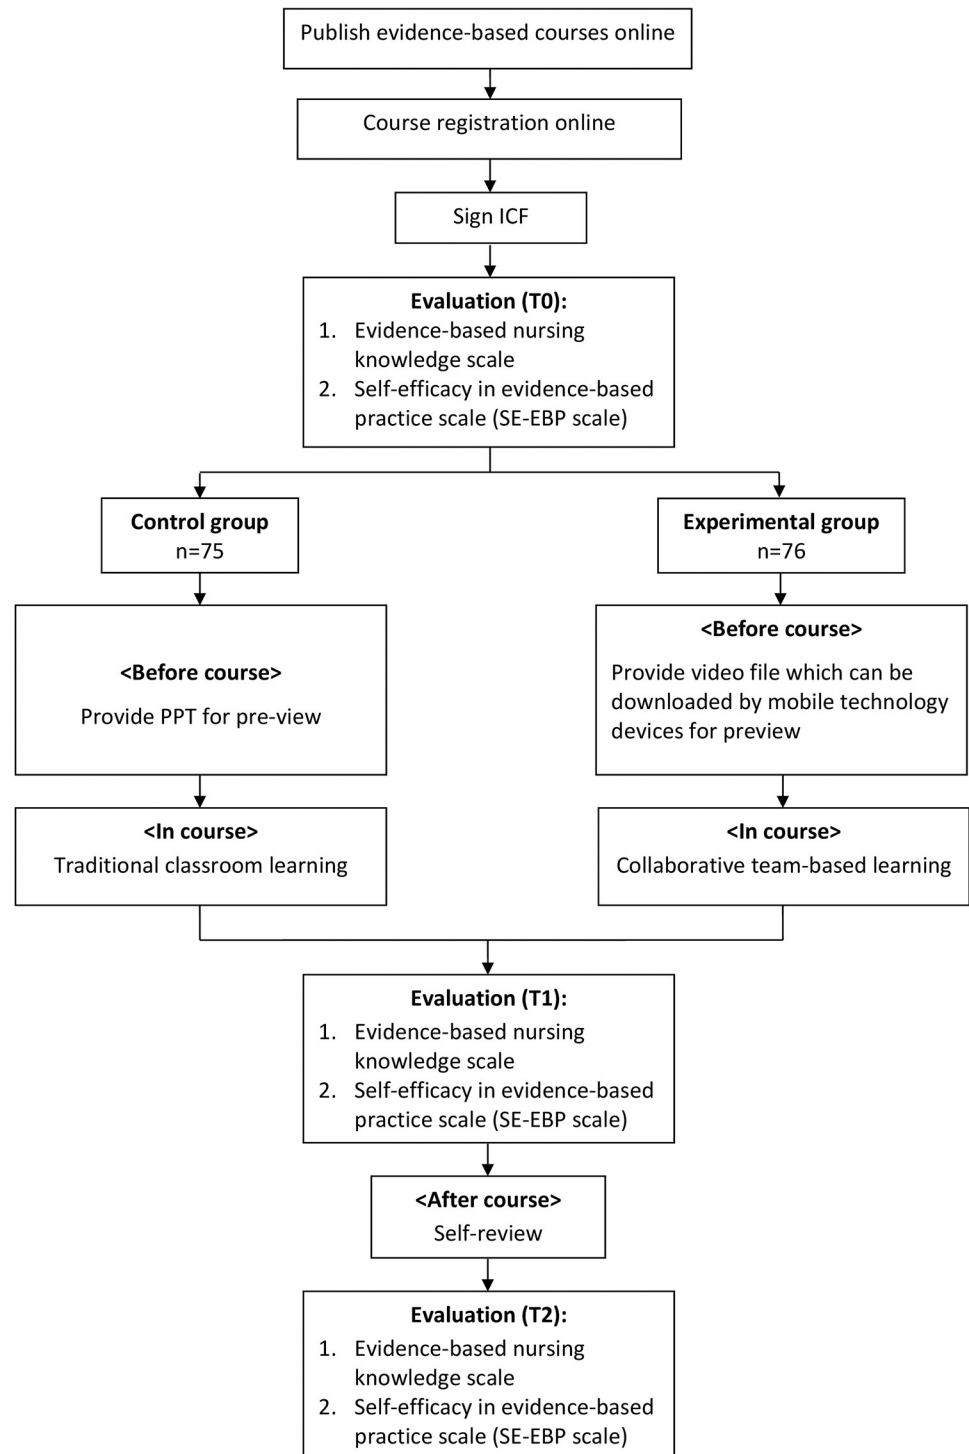 Publish evidence-based courses online
Course registration online
Sign ICF
Evaluation (T0):
1. Evidence-based nursing
knowledge scale
2. Self-efficacy in evidence-based
practice scale (SE-EBP scale)
Control group
n=75
<Before course>
Provide PPT for pre-view
<In course>
Traditional classroom learning
Experimental group
n=76
<Before course>
Provide video file which can be
downloaded by mobile technology
devices for preview
<In course>
Collaborative team-based learning
Evaluation (T1):
1. Evidence-based nursing
knowledge scale
2. Self-efficacy in evidence-based
practice scale (SE-EBP scale)
<After course>
Self-review
Evaluation (T2):
1. Evidence-based nursing
knowledge scale
2. Self-efficacy in evidence-based
practice scale (SE-EBP scale)